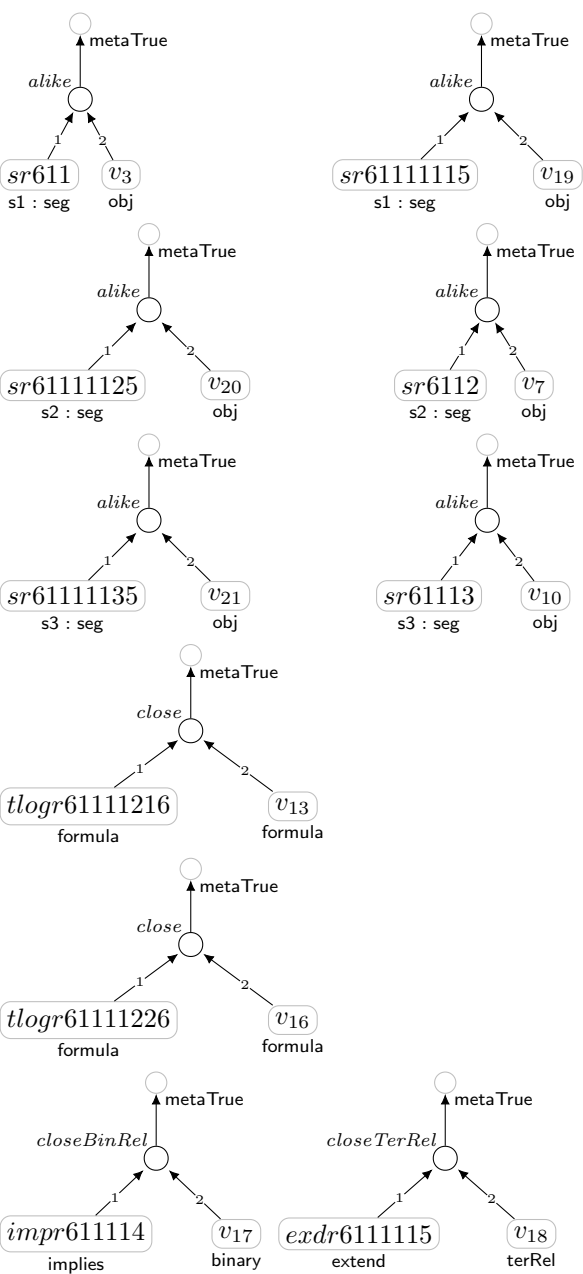 metaTrue metaTrue
alike alike
1 2 1 2
sr611 v3 sr61111115 v19
s1 : seg obj s1 : seg obj
metaTrue metaTrue
alike alike
1 2 1 2
sr61111125 v20 sr6112 v7
s2 : seg obj s2 : seg obj
metaTrue metaTrue
alike alike
1 2 1 2
sr61111135 v21 sr61113 v10
s3 : seg obj s3 : seg obj
metaTrue
close
1 2
tlogr61111216 v13
formula formula
metaTrue
close
1 2
tlogr61111226 v16
formula formula
metaTrue metaTrue
closeBinRel closeTerRel
1 2 1 2
impr611114 v17 exdr6111115 v18
implies binary extend terRel